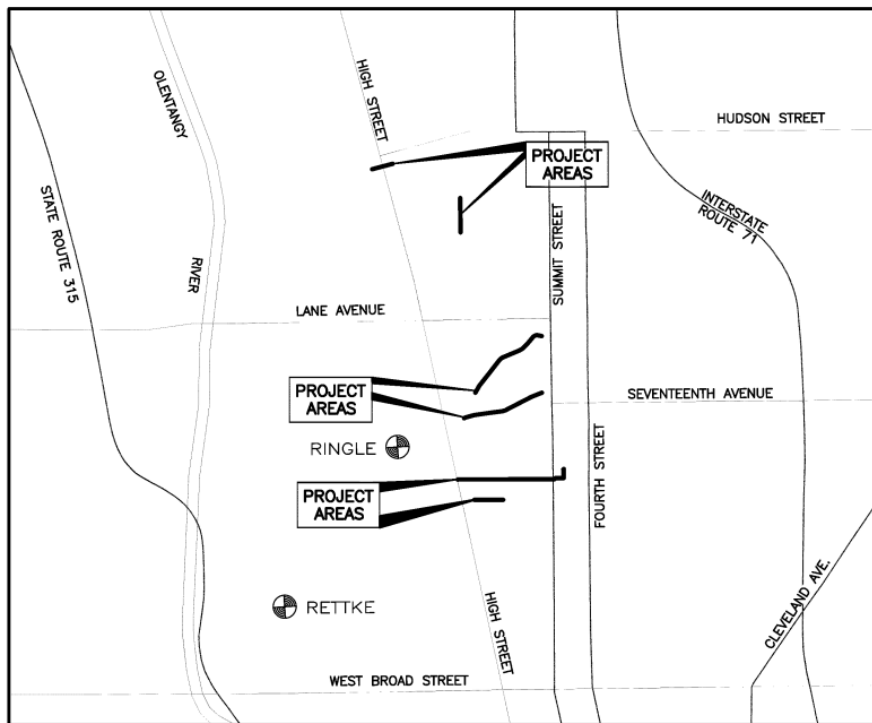 OLENTANGY
HIGH STREET
HUDSON STREET
PROJECT
AREAS
INTERSTATE
ROUTE 71
STATE ROUTE 315
RIVER
SUMMIT STREET
LANE AVENUE
PROJECT
AREAS
SEVENTEENTH AVENUE
RINGLE
FOURTH STREET
PROJECT
AREAS
RETTKE
HIGH STREET
CLEVELAND AVE.
WEST BROAD STREET